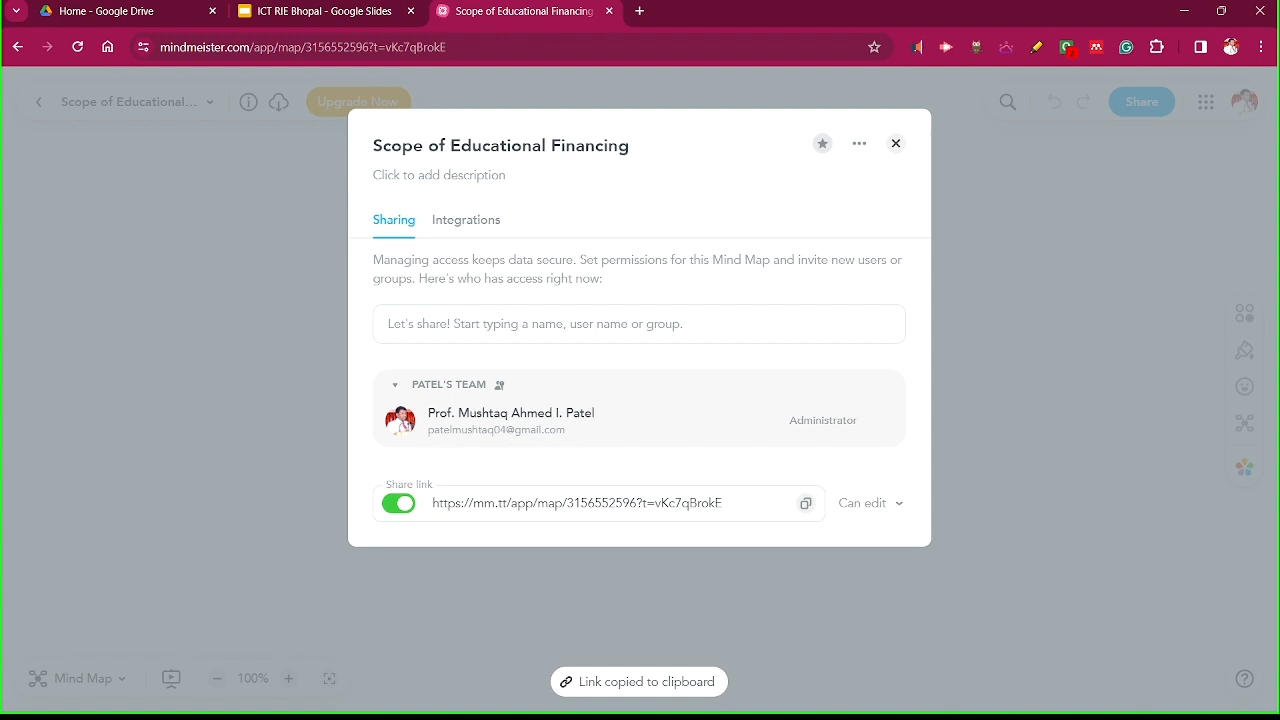 Home - Google Drive
ICT RIE Bhopal - Google Slides
Scope of Educational Financing
mindmeister.com/app/map/3156552596?t=vKc7qBrokE
Scope of Educational...
Upgrade Now
Share
Scope of Educational Financing
Click to add description
Sharing
Integrations
Managing access keeps data secure. Set permissions for this Mind Map and invite new users or
groups. Here's who has access right now:
Let's share! Start typing a name, user name or group.
PATEL'S TEAM
Prof. Mushtaq Ahmed I. Patel
patelmushtaq04@gmail.com
Administrator
Share link
https://mm.tt/app/map/3156552596?t=vKc7qBrokE
Can edit
Mind Map
100%
Link copied to clipboard